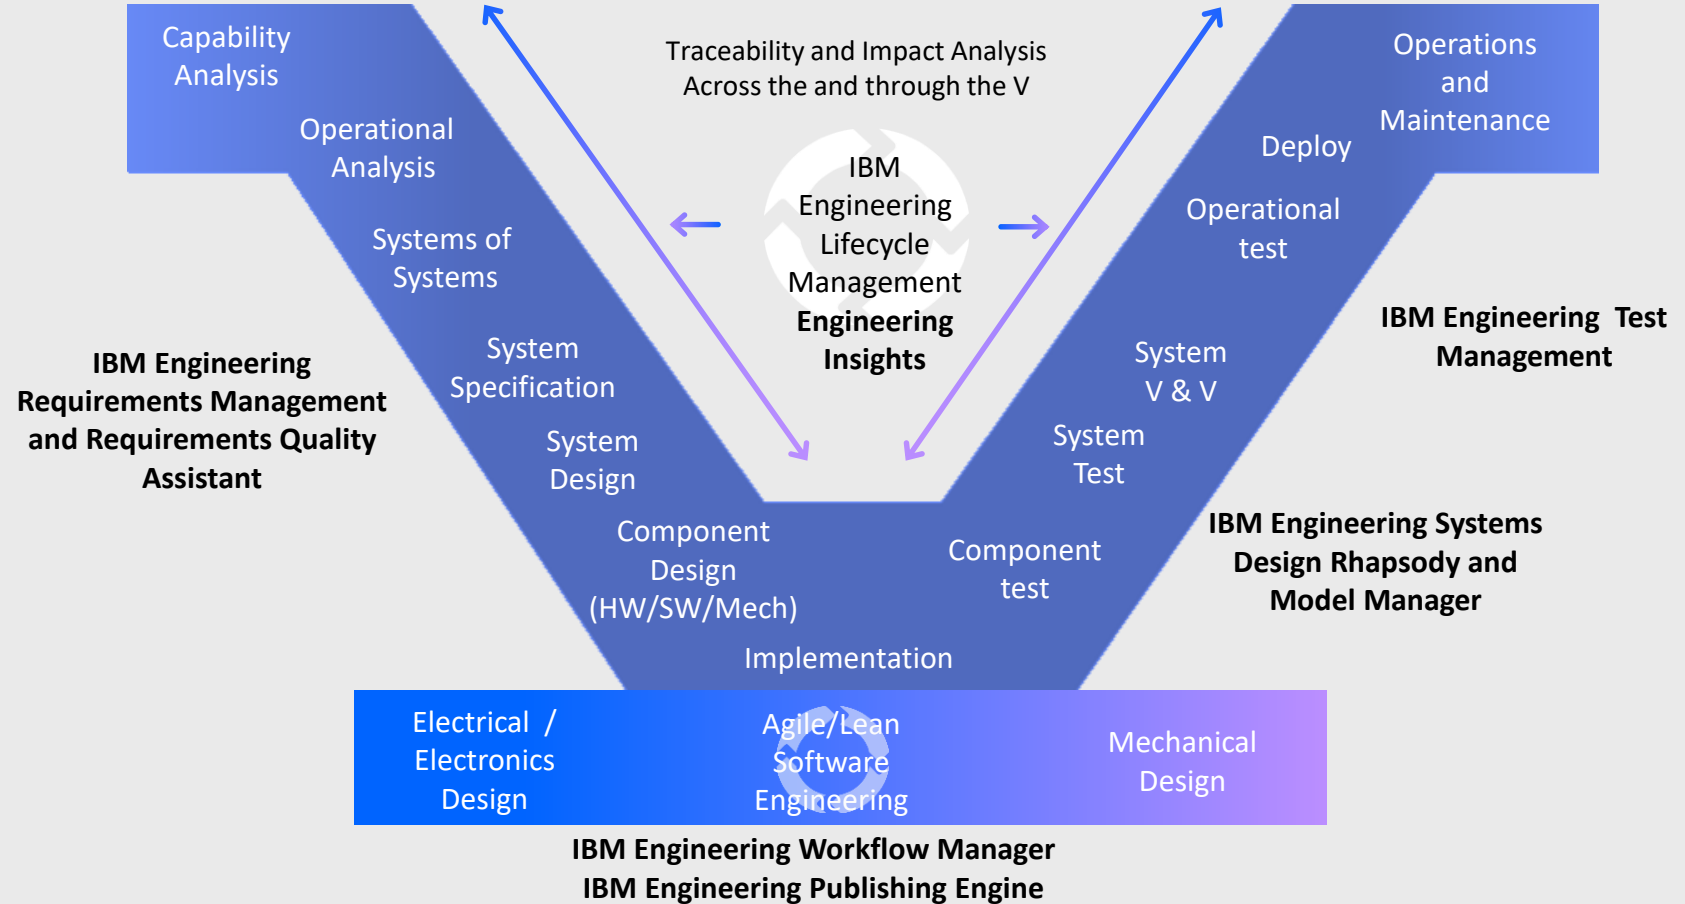 Capability
Analysis
Operational
Analysis
Systems of
Systems
System
Specification
System
Design
Component
Design
(HW/SW/Mech)
Implementation
Component
test
System
Test
System
V & V
Operational
test
Deploy
Operations
and
Maintenance
Traceability and Impact Analysis
Across the and through the V
IBM
Engineering
Lifecycle
Management
Engineering
Insights
IBM Engineering
Requirements Management
and Requirements Quality
Assistant
IBM Engineering Test
Management
IBM Engineering Systems
Design Rhapsody and
Model Manager
Electrical /
Electronics
Design
Agile/Lean
Software
Engineering
Mechanical
Design
IBM Engineering Workflow Manager
IBM Engineering Publishing Engine